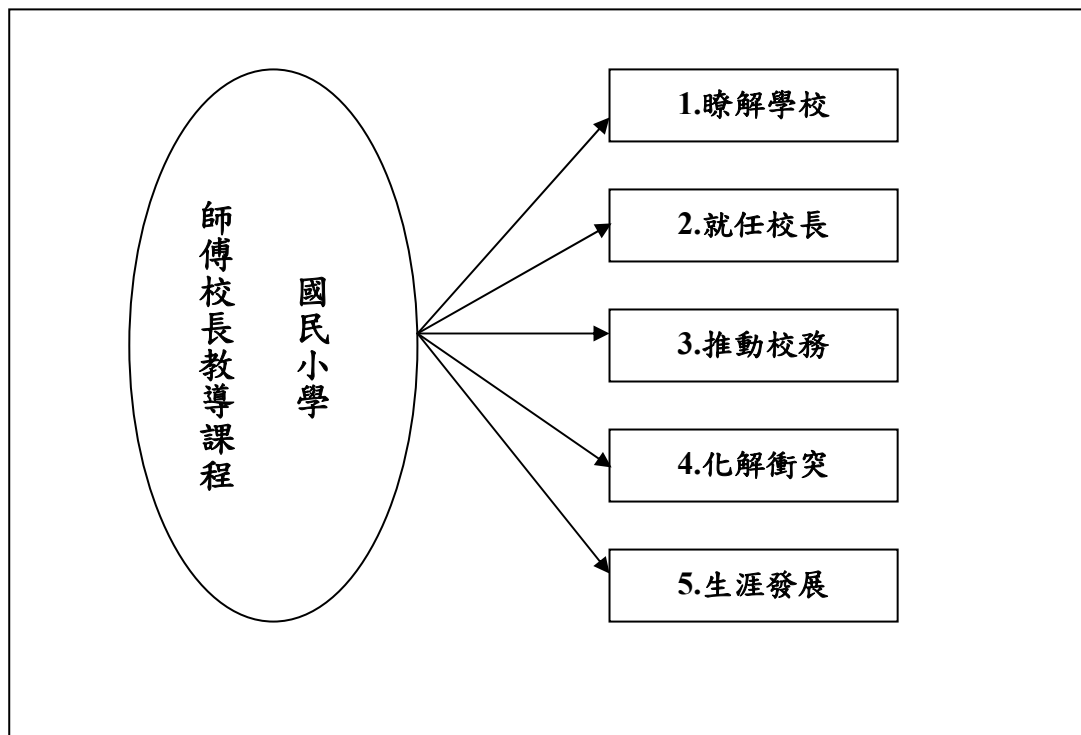 國民小學
師傅校長教導課程
1.瞭解學校
2.就任校長
3.推動校務
4.化解衝突
5.生涯發展